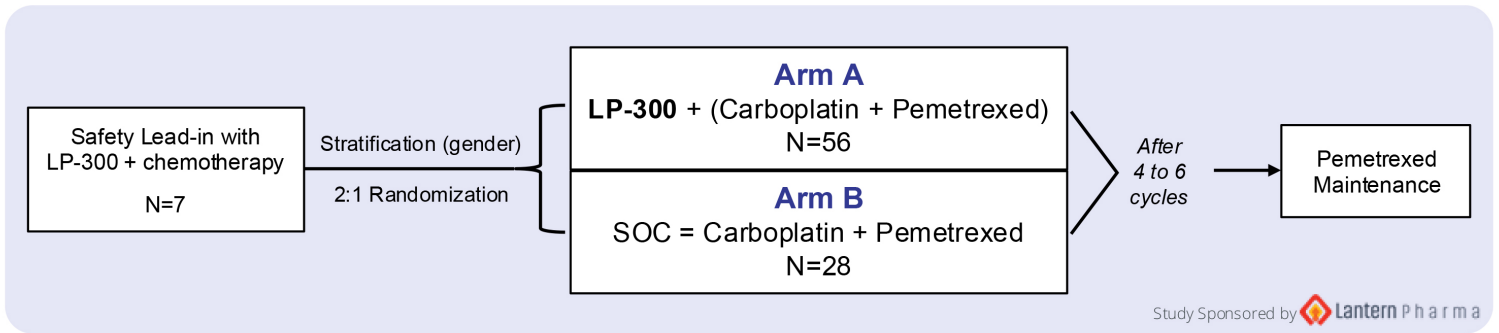 Safety Lead-in with
LP-300 + chemotherapy
N=7
Stratification (gender)
2:1 Randomization
Arm A
LP-300 + (Carboplatin + Pemetrexed)
N=56
Arm B
SOC = Carboplatin + Pemetrexed
N=28
After
4 to 6
cycles
Pemetrexed
Maintenance
Study Sponsored by Lantern Pharma